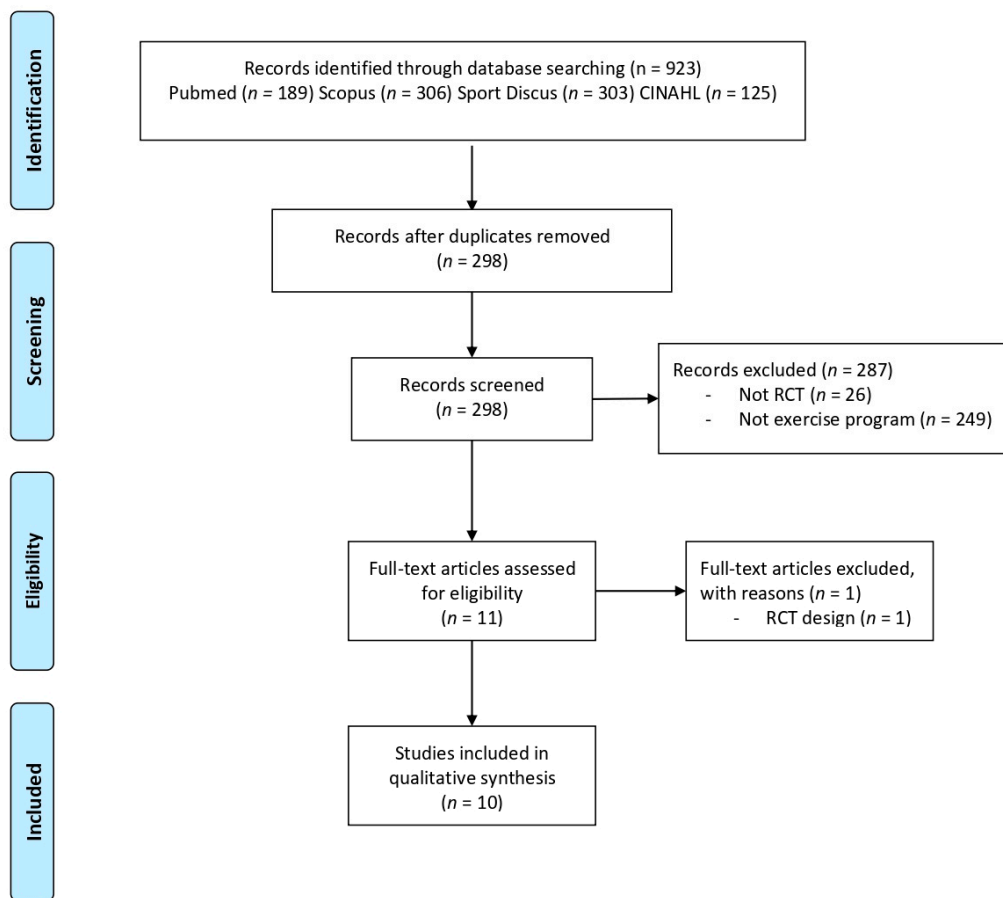 Identification
Records identified through database searching (n = 923)
Pubmed (n = 189) Scopus (n = 306) Sport Discus (n = 303) CINAHL (n = 125)
Records after duplicates removed
(n = 298)
Screening
Records screened
(n = 298)
Records excluded (n = 287)
- Not RCT (n = 26)
- Not exercise program (n = 249)
Eligibility
Full-text articles assessed
for eligibility
(n = 11)
Full-text articles excluded,
with reasons (n = 1)
- RCT design (n = 1)
Included
Studies included in
qualitative synthesis
(n = 10)